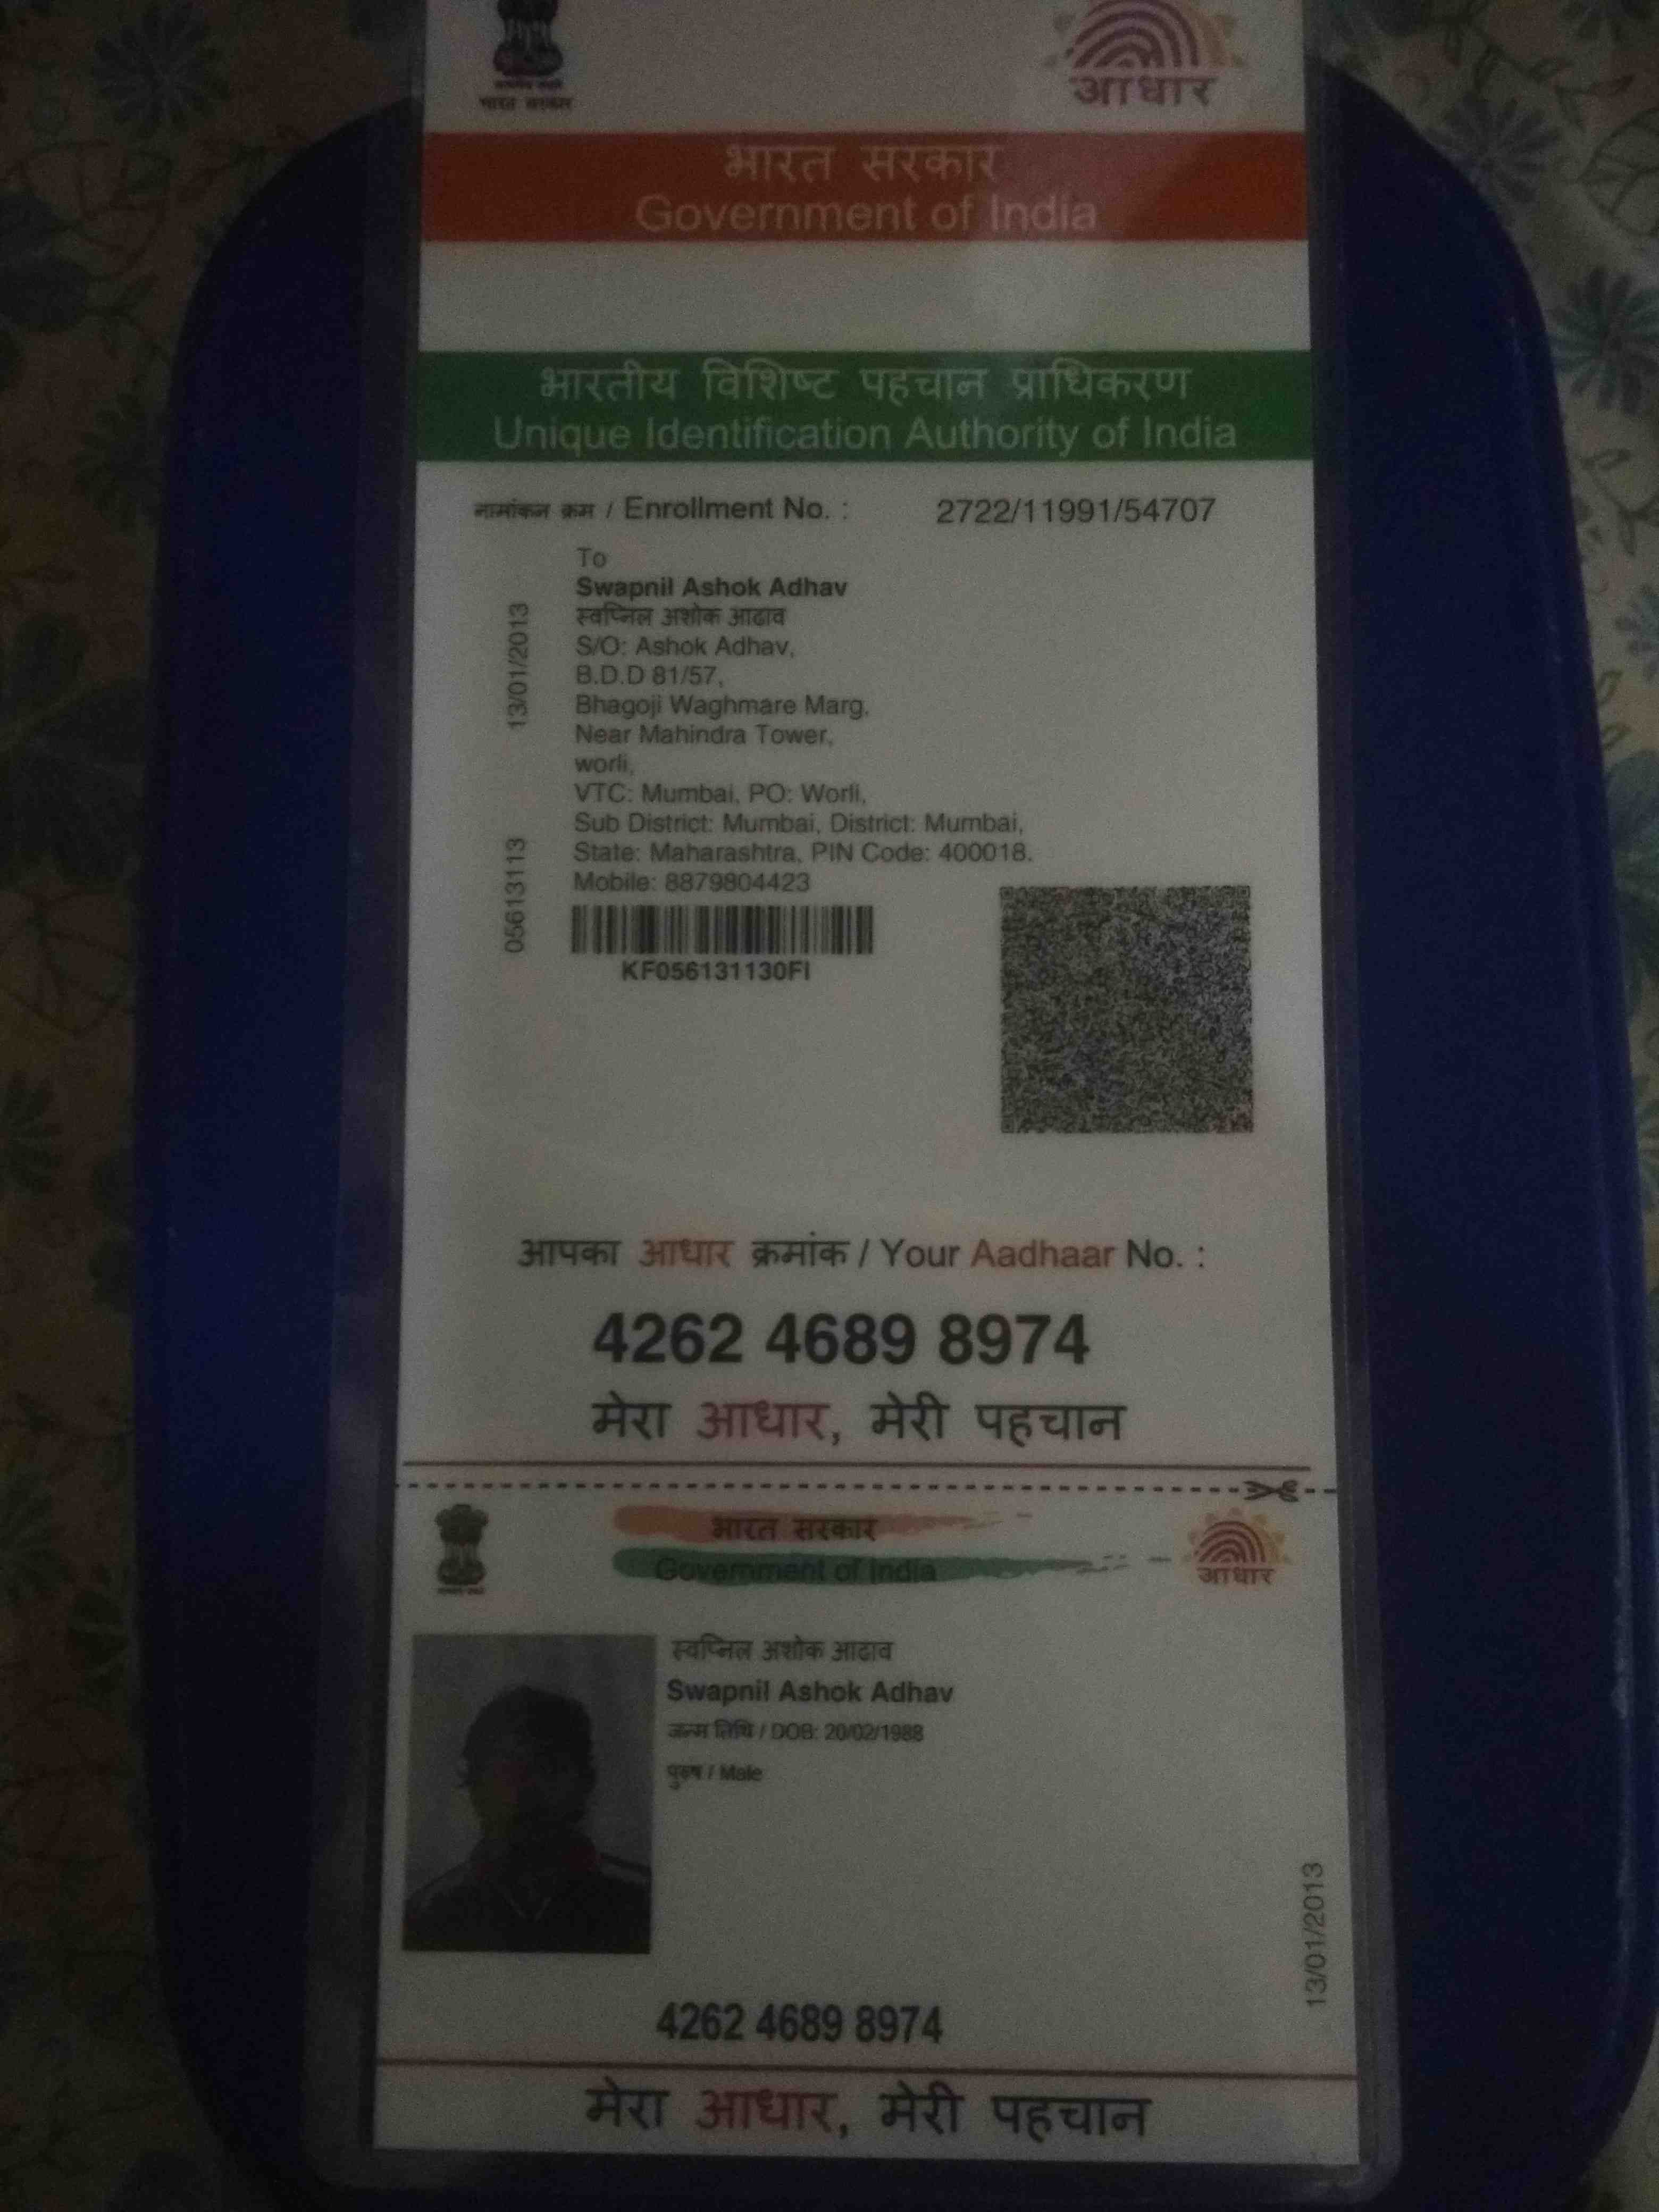 भारत सरकार
आधार
भारत सरकार
Government of India
भारतीय विशिष्ट पहचान प्राधिकरण
Unique Identification Authority of India
नामांकन क्रम / Enrollment No. : 2722/11991/54707
To
Swapnil Ashok Adhav
स्वप्निल अशोक आढाव
S/O: Ashok Adhav,
B.D.D 81/57,
Bhagoji Waghmare Marg,
Near Mahindra Tower,
worli,
VTC: Mumbai, PO: Worli,
Sub District: Mumbai, District: Mumbai,
State: Maharashtra, PIN Code: 400018.
Mobile: 8879804423
13/01/2013
05613113
KF056131130FI
आपका आधार क्रमांक / Your Aadhaar No. :
4262 4689 8974
मेरा आधार, मेरी पहचान
भारत सरकार
Government of India
आधार
स्वप्निल अशोक आढाव
Swapnil Ashok Adhav
जन्म तिथि / DOB: 20/02/1988
पुरुष / Male
13/01/2013
4262 4689 8974
मेरा आधार, मेरी पहचान